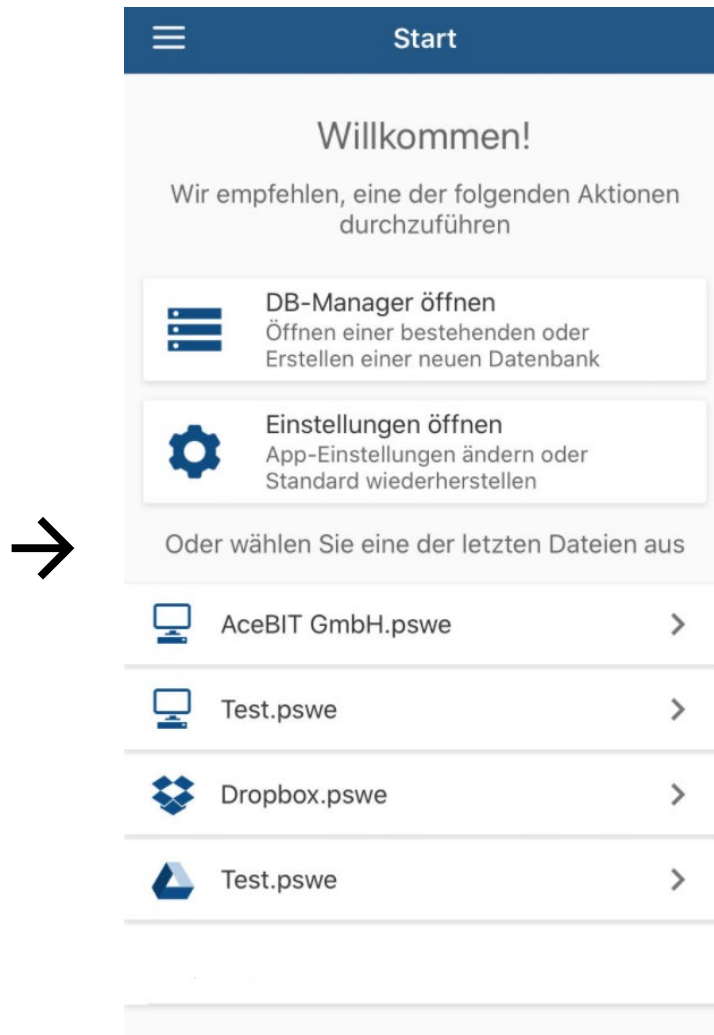 Start
Willkommen!
Wir empfehlen, eine der folgenden Aktionen
durchzuführen
DB-Manager öffnen
Öffnen einer bestehenden oder
Erstellen einer neuen Datenbank
Einstellungen öffnen
App-Einstellungen ändern oder
Standard wiederherstellen
Oder wählen Sie eine der letzten Dateien aus
AceBIT GmbH.pswe
Test.pswe
Dropbox.pswe
Test.pswe